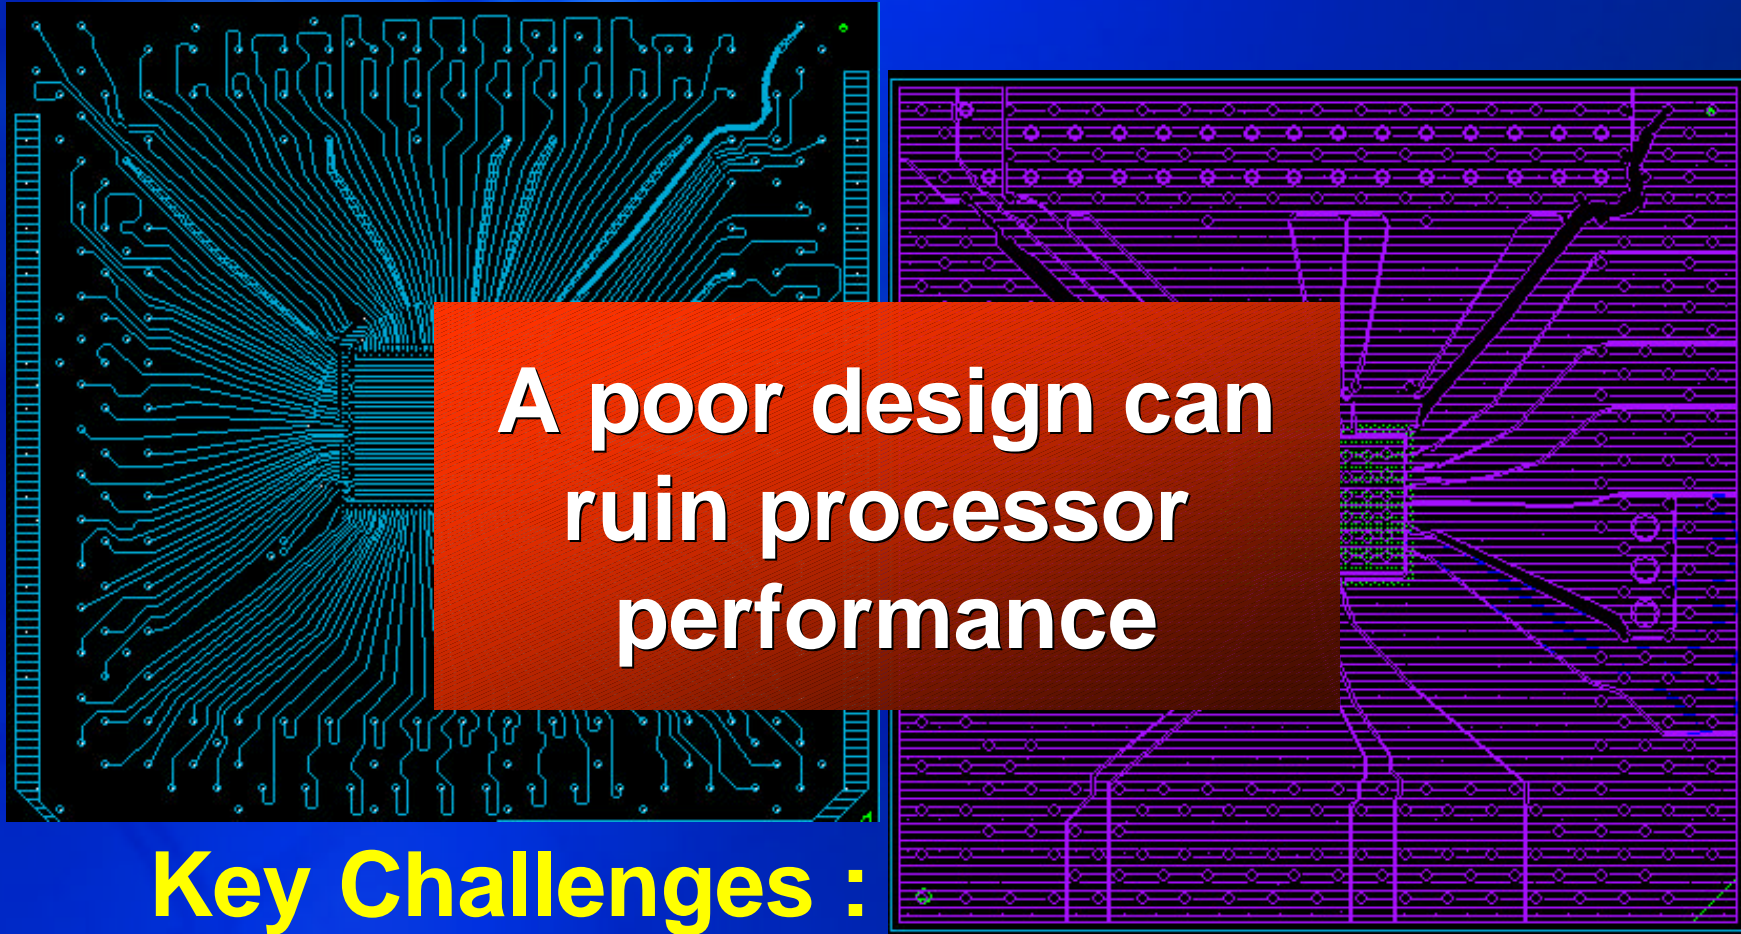 A poor design can
ruin processor
performance
Key Challenges :